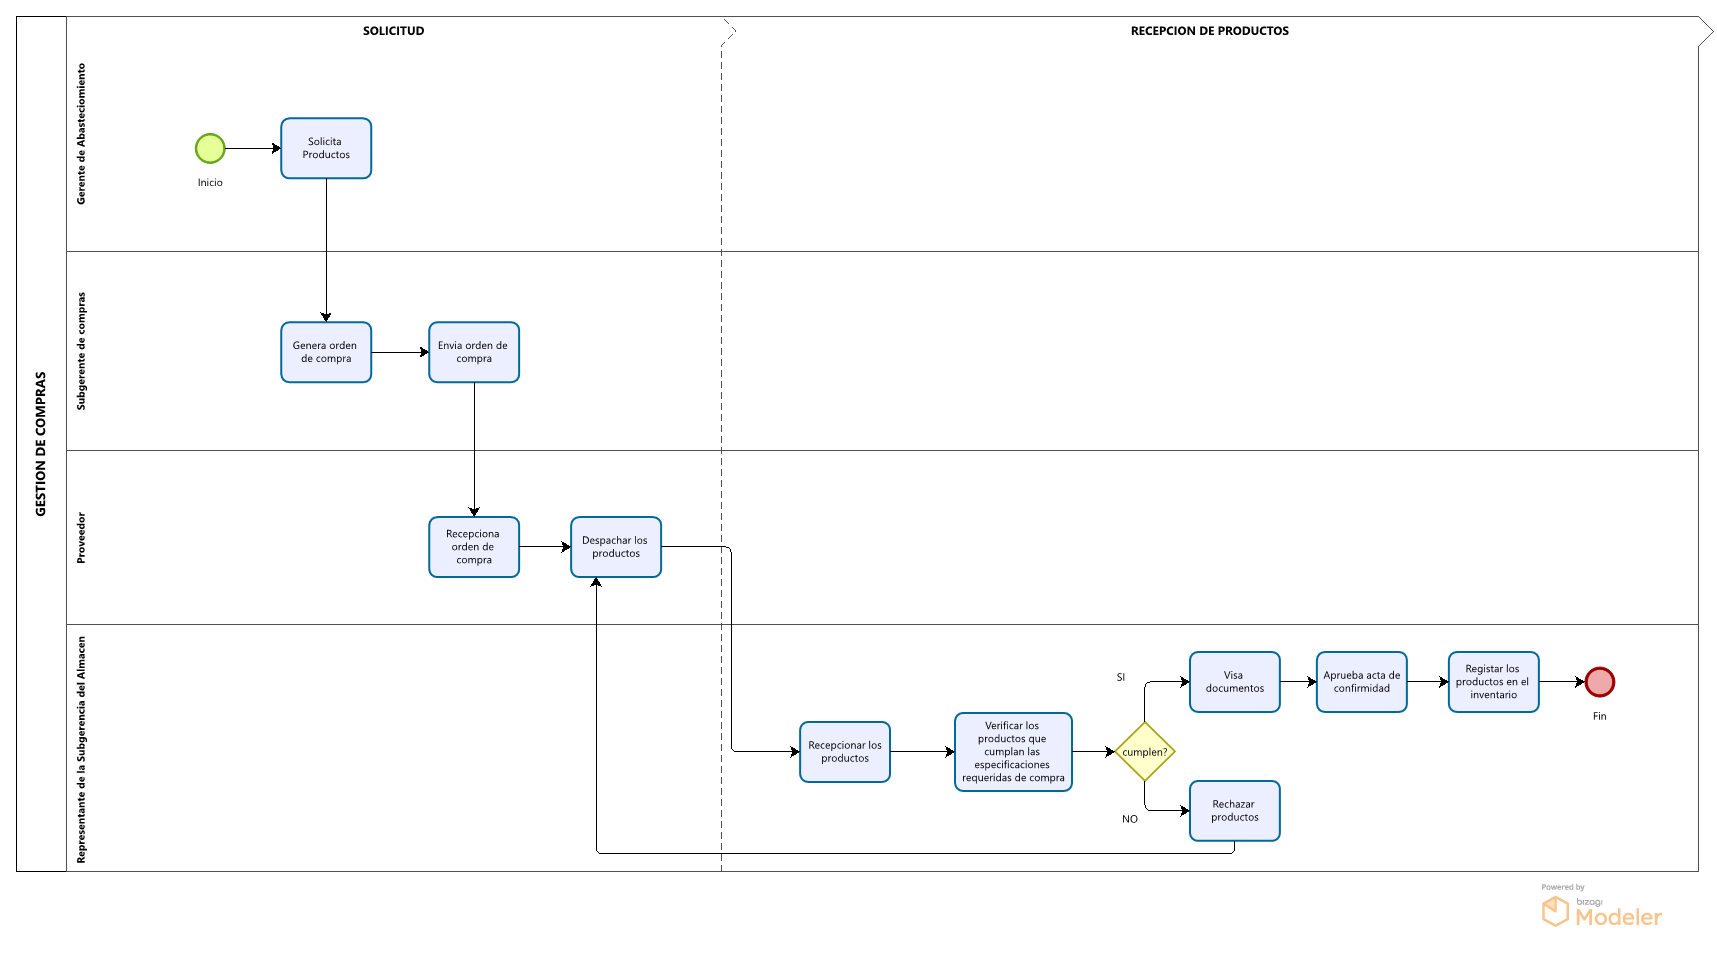 SOLICITUD
RECEPCION DE PRODUCTOS
GESTION DE COMPRAS
Gerente de Abasteciomiento
Inicio
Solicita
Productos
Subgerente de compras
Genera orden
de compra
Envia orden de
compra
Proveedor
Recepciona
orden de
compra
Despachar los
productos
Representante de la Subgerencia del Almacen
Recepcionar los
productos
Verificar los
productos que
cumplan las
especificaciones
requeridas de compra
cumplen?
SI
NO
Visa
documentos
Aprueba acta de
confirmidad
Registar los
productos en el
inventario
Fin
Rechazar
productos
Powered by
bizagi
Modeler